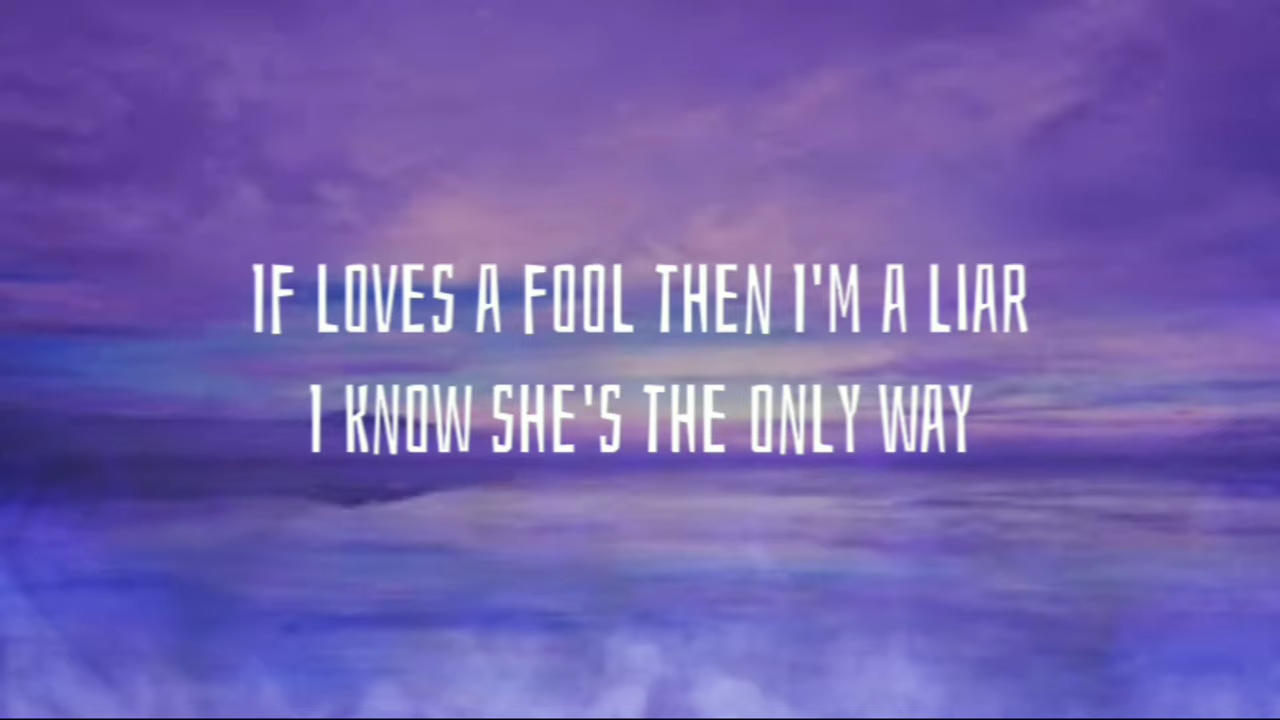 IF LOVES A FOOL THEN I'M A LIAR
I KNOW SHE'S THE ONLY WAY